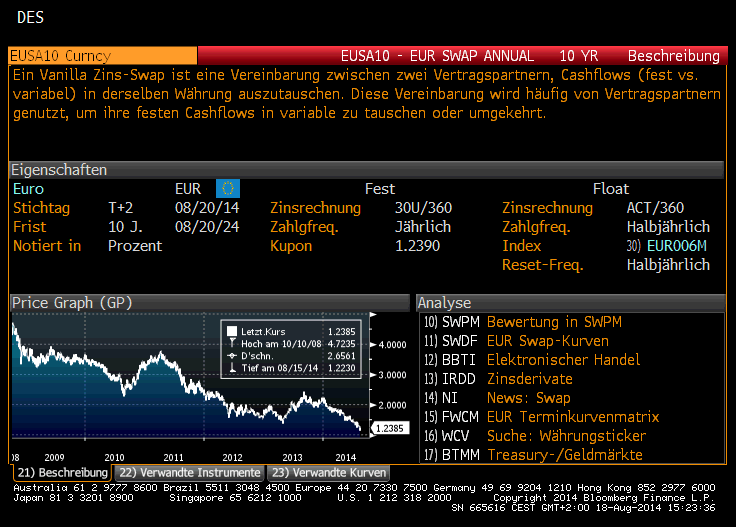 DES
EUSA10 Curncy EUSA10 - EUR SWAP ANNUAL 10 YR Beschreibung
Ein Vanilla Zins-Swap ist eine Vereinbarung zwischen zwei Vertragspartnern, Cashflows (fest vs.
variabel) in derselben Währung auszutauschen. Diese Vereinbarung wird häufig von Vertragspartnern
genutzt, um ihre festen Cashflows in variable zu tauschen oder umgekehrt.
Eigenschaften
Euro EUR Fest Float
Stichtag T+2 08/20/14 Zinsrechnung 30U/360 Zinsrechnung ACT/360
Frist 10 J. 08/20/24 Zahlgfreq. Jährlich Zahlgfreq. Halbjährlich
Notiert in Prozent Kupon 1.2390 Index 30) EUR006M
Reset-Freq. Halbjährlich
Price Graph (GP) Analyse
Letzt.Kurs 1.2385
Hoch am 10/10/08 4.7235
D'schn. 2.6561
Tief am 08/15/14 1.2230
4.0000
3.0000
2.0000
1.2385
08 2009 2010 2011 2012 2013 2014
10) SWPM Bewertung in SWPM
11) SWDF EUR Swap-Kurven
12) BBTI Elektronischer Handel
13) IRDD Zinsderivate
14) NI News: Swap
15) FWCM EUR Terminkurvenmatrix
16) WCV Suche: Währungsticker
17) BTMM Treasury-/Geldmärkte
21) Beschreibung 22) Verwandte Instrumente 23) Verwandte Kurven
Australia 61 2 9777 8600 Brazil 5511 3048 4500 Europe 44 20 7330 7500 Germany 49 69 9204 1210 Hong Kong 852 2977 6000
Japan 81 3 3201 8900 Singapore 65 6212 1000 U.S. 1 212 318 2000 Copyright 2014 Bloomberg Finance L.P.
SN 665616 CEST GMT+2:00 18-Aug-2014 15:23:36